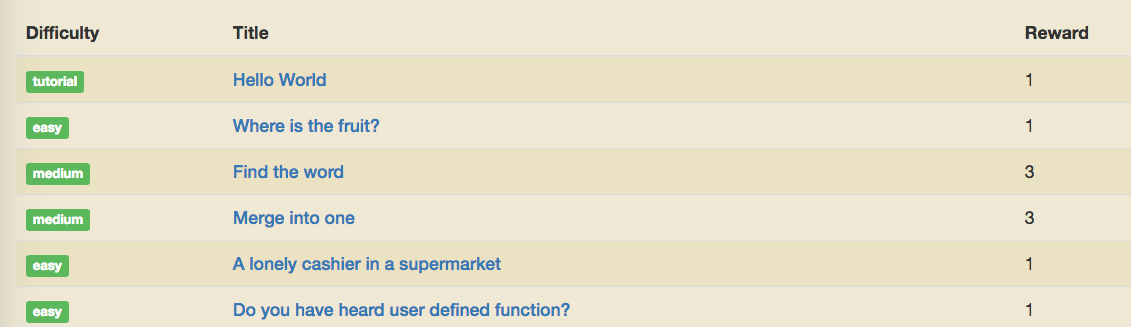 Difficulty Title Reward
tutorial Hello World 1
easy Where is the fruit? 1
medium Find the word 3
medium Merge into one 3
easy A lonely cashier in a supermarket 1
easy Do you have heard user defined function? 1